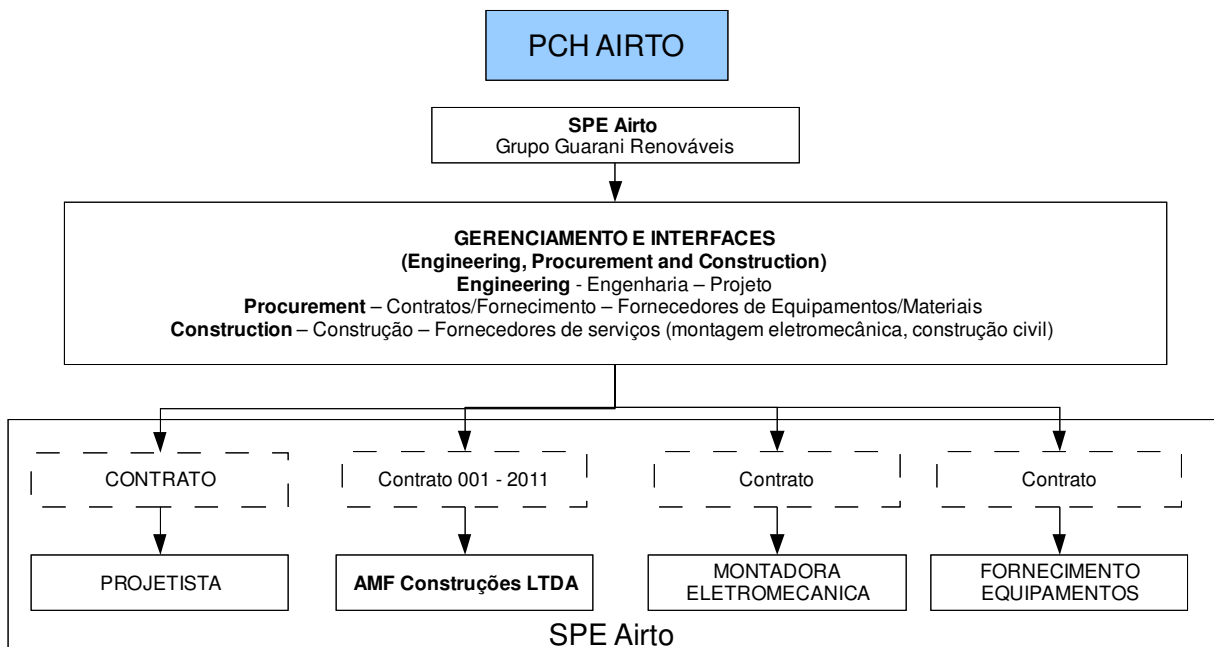 PCH AIRTO
SPE Airto
Grupo Guarani Renováveis
GERENCIAMENTO E INTERFACES
(Engineering, Procurement and Construction)
Engineering - Engenharia – Projeto
Procurement – Contratos/Fornecimento – Fornecedores de Equipamentos/Materiais
Construction – Construção – Fornecedores de serviços (montagem eletromecânica, construção civil)
CONTRATO
Contrato 001 - 2011
Contrato
Contrato
PROJETISTA
AMF Construções LTDA
MONTADORA
ELETROMECANICA
FORNECIMENTO
EQUIPAMENTOS
SPE Airto